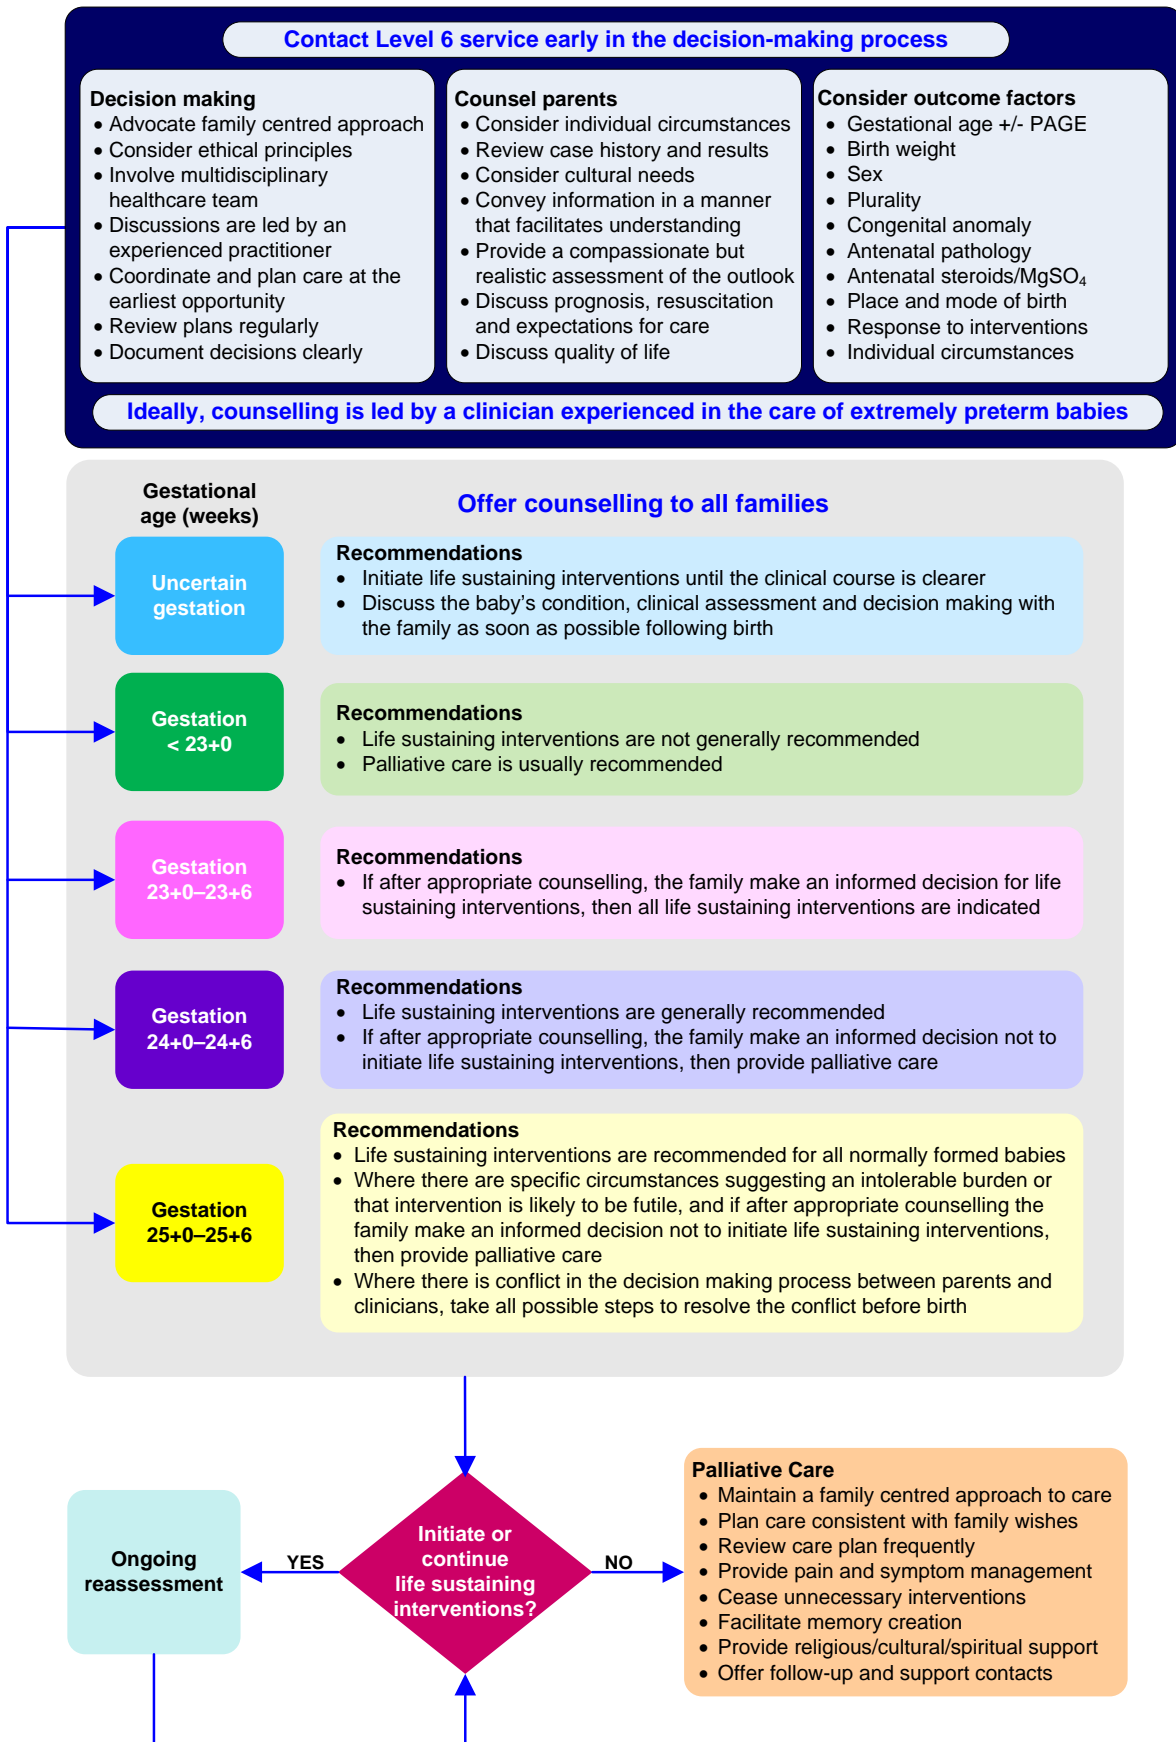 Contact Level 6 service early in the decision-making process
Decision making
• Advocate family centred approach
• Consider ethical principles
• Involve multidisciplinary
healthcare team
• Discussions are led by an
experienced practitioner
• Coordinate and plan care at the
earliest opportunity
• Review plans regularly
• Document decisions clearly
Counsel parents
• Consider individual circumstances
• Review case history and results
• Consider cultural needs
• Convey information in a manner
that facilitates understanding
• Provide a compassionate but
realistic assessment of the outlook
• Discuss prognosis, resuscitation
and expectations for care
• Discuss quality of life
Consider outcome factors
• Gestational age +/- PAGE
• Birth weight
• Sex
• Plurality
• Congenital anomaly
• Antenatal pathology
• Antenatal steroids/MgSO₄
• Place and mode of birth
• Response to interventions
• Individual circumstances
Ideally, counselling is led by a clinician experienced in the care of extremely preterm babies
Gestational
age (weeks)
Offer counselling to all families
Uncertain
gestation
Recommendations
• Initiate life sustaining interventions until the clinical course is clearer
• Discuss the baby's condition, clinical assessment and decision making with
the family as soon as possible following birth
Gestation
< 23+0
Recommendations
• Life sustaining interventions are not generally recommended
• Palliative care is usually recommended
Gestation
23+0–23+6
Recommendations
• If after appropriate counselling, the family make an informed decision for life
sustaining interventions, then all life sustaining interventions are indicated
Gestation
24+0–24+6
Recommendations
• Life sustaining interventions are generally recommended
• If after appropriate counselling, the family make an informed decision not to
initiate life sustaining interventions, then provide palliative care
Gestation
25+0–25+6
Recommendations
• Life sustaining interventions are recommended for all normally formed babies
• Where there are specific circumstances suggesting an intolerable burden or
that intervention is likely to be futile, and if after appropriate counselling the
family make an informed decision not to initiate life sustaining interventions,
then provide palliative care
• Where there is conflict in the decision making process between parents and
clinicians, take all possible steps to resolve the conflict before birth
Ongoing
reassessment
YES
Initiate or
continue
life sustaining
interventions?
NO
Palliative Care
• Maintain a family centred approach to care
• Plan care consistent with family wishes
• Review care plan frequently
• Provide pain and symptom management
• Cease unnecessary interventions
• Facilitate memory creation
• Provide religious/cultural/spiritual support
• Offer follow-up and support contacts